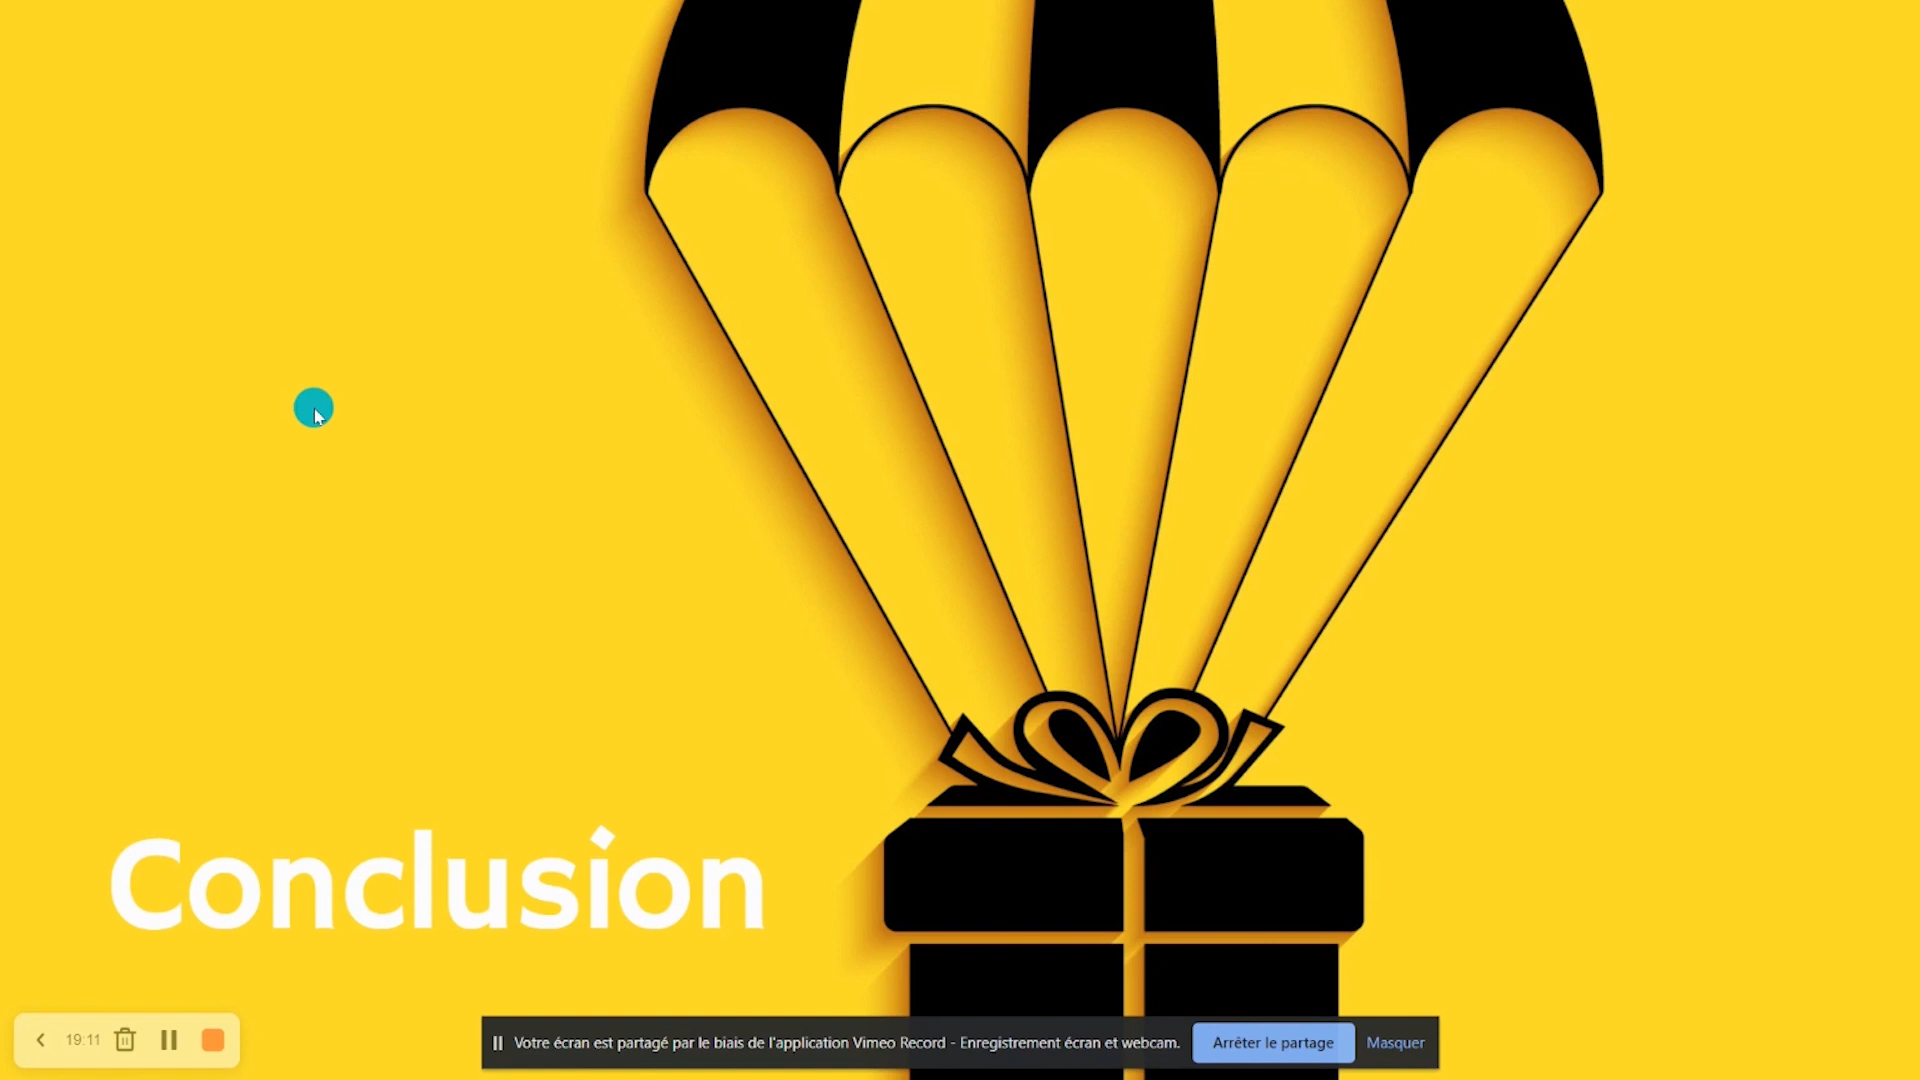 Conclusion
19:11
Votre écran est partagé par le biais de l'application Vimeo Record - Enregistrement écran et webcam. Arrêter le partage Masquer